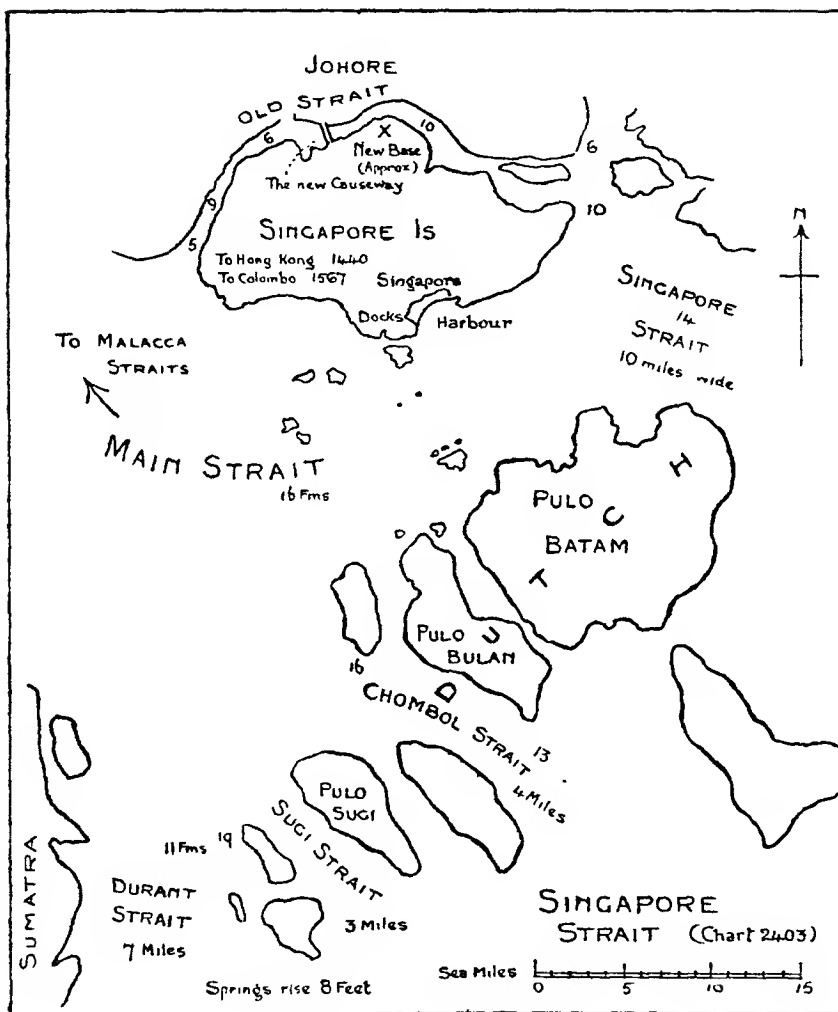 JOHORE
OLD STRAIT
6
10
X
New Base
(Approx)
6
The new Causeway
9
10
5
SINGAPORE Is
To Hong Kong 1440
To Colombo 1567
Singapore
Docks
Harbour
N
SINGAPORE
14
STRAIT
10 miles wide
TO MALACCA
STRAITS
MAIN STRAIT
16 Fms
PULO
BATAM
H
C
T
U
D
PULO
BULAN
16
CHOMBOL STRAIT
13
4 Miles
PULO
SUGI
SUGI STRAIT
11 Fms 19
3 Miles
SUMATRA
DURANT
STRAIT
7 Miles
Springs rise 8 Feet
SINGAPORE
STRAIT (Chart 2403)
Sea Miles
0 5 10 15